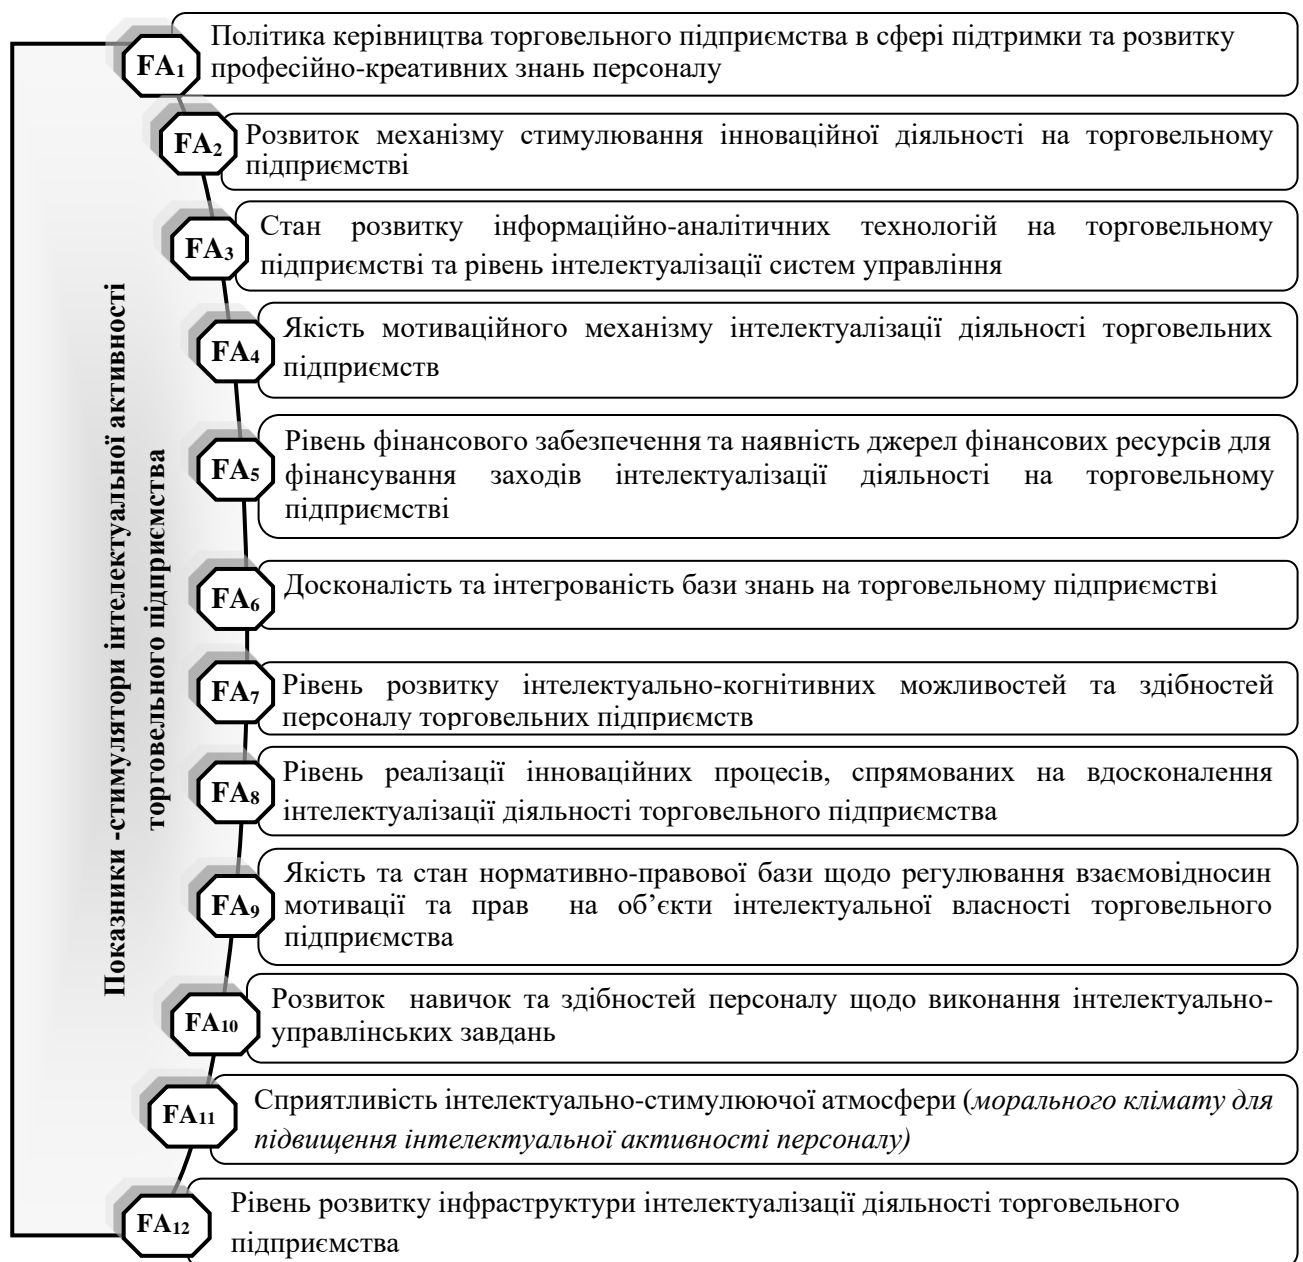 Показники -стимулятори інтелектуальної активності
торговельного підприємства
FA1
Політика керівництва торговельного підприємства в сфері підтримки та розвитку
професійно-креативних знань персоналу
FA2
Розвиток механізму стимулювання інноваційної діяльності на торговельному
підприємстві
FA3
Стан розвитку інформаційно-аналітичних технологій на торговельному
підприємстві та рівень інтелектуалізації систем управління
FA4
Якість мотиваційного механізму інтелектуалізації діяльності торговельних
підприємств
FA5
Рівень фінансового забезпечення та наявність джерел фінансових ресурсів для
фінансування заходів інтелектуалізації діяльності на торговельному
підприємстві
FA6
Досконалість та інтегрованість бази знань на торговельному підприємстві
FA7
Рівень розвитку інтелектуально-когнітивних можливостей та здібностей
персоналу торговельних підприємств
FA8
Рівень реалізації інноваційних процесів, спрямованих на вдосконалення
інтелектуалізації діяльності торговельного підприємства
FA9
Якість та стан нормативно-правової бази щодо регулювання взаємовідносин
мотивації та прав на об’єкти інтелектуальної власності торговельного
підприємства
FA10
Розвиток навичок та здібностей персоналу щодо виконання інтелектуально-
управлінських завдань
FA11
Сприятливість інтелектуально-стимулюючої атмосфери (морального клімату для
підвищення інтелектуальної активності персоналу)
FA12
Рівень розвитку інфраструктури інтелектуалізації діяльності торговельного
підприємства